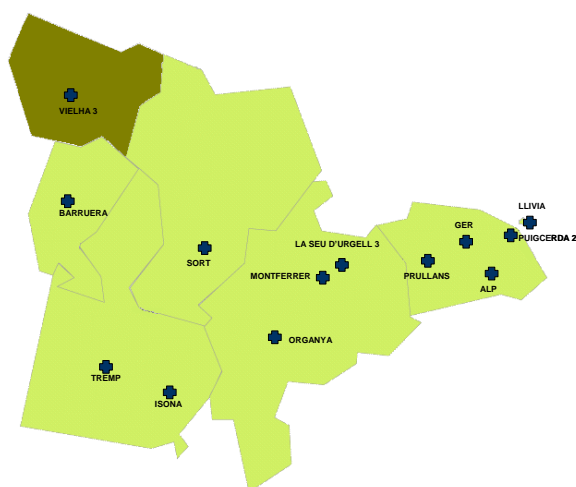 VIELHA 3
BARRUERA
LLIVIA
GER
PUIGCERDA 2
LA SEU D'URGELL 3
SORT
MONTFERRER
PRULLANS
ALP
ORGANYA
TREMP
ISONA